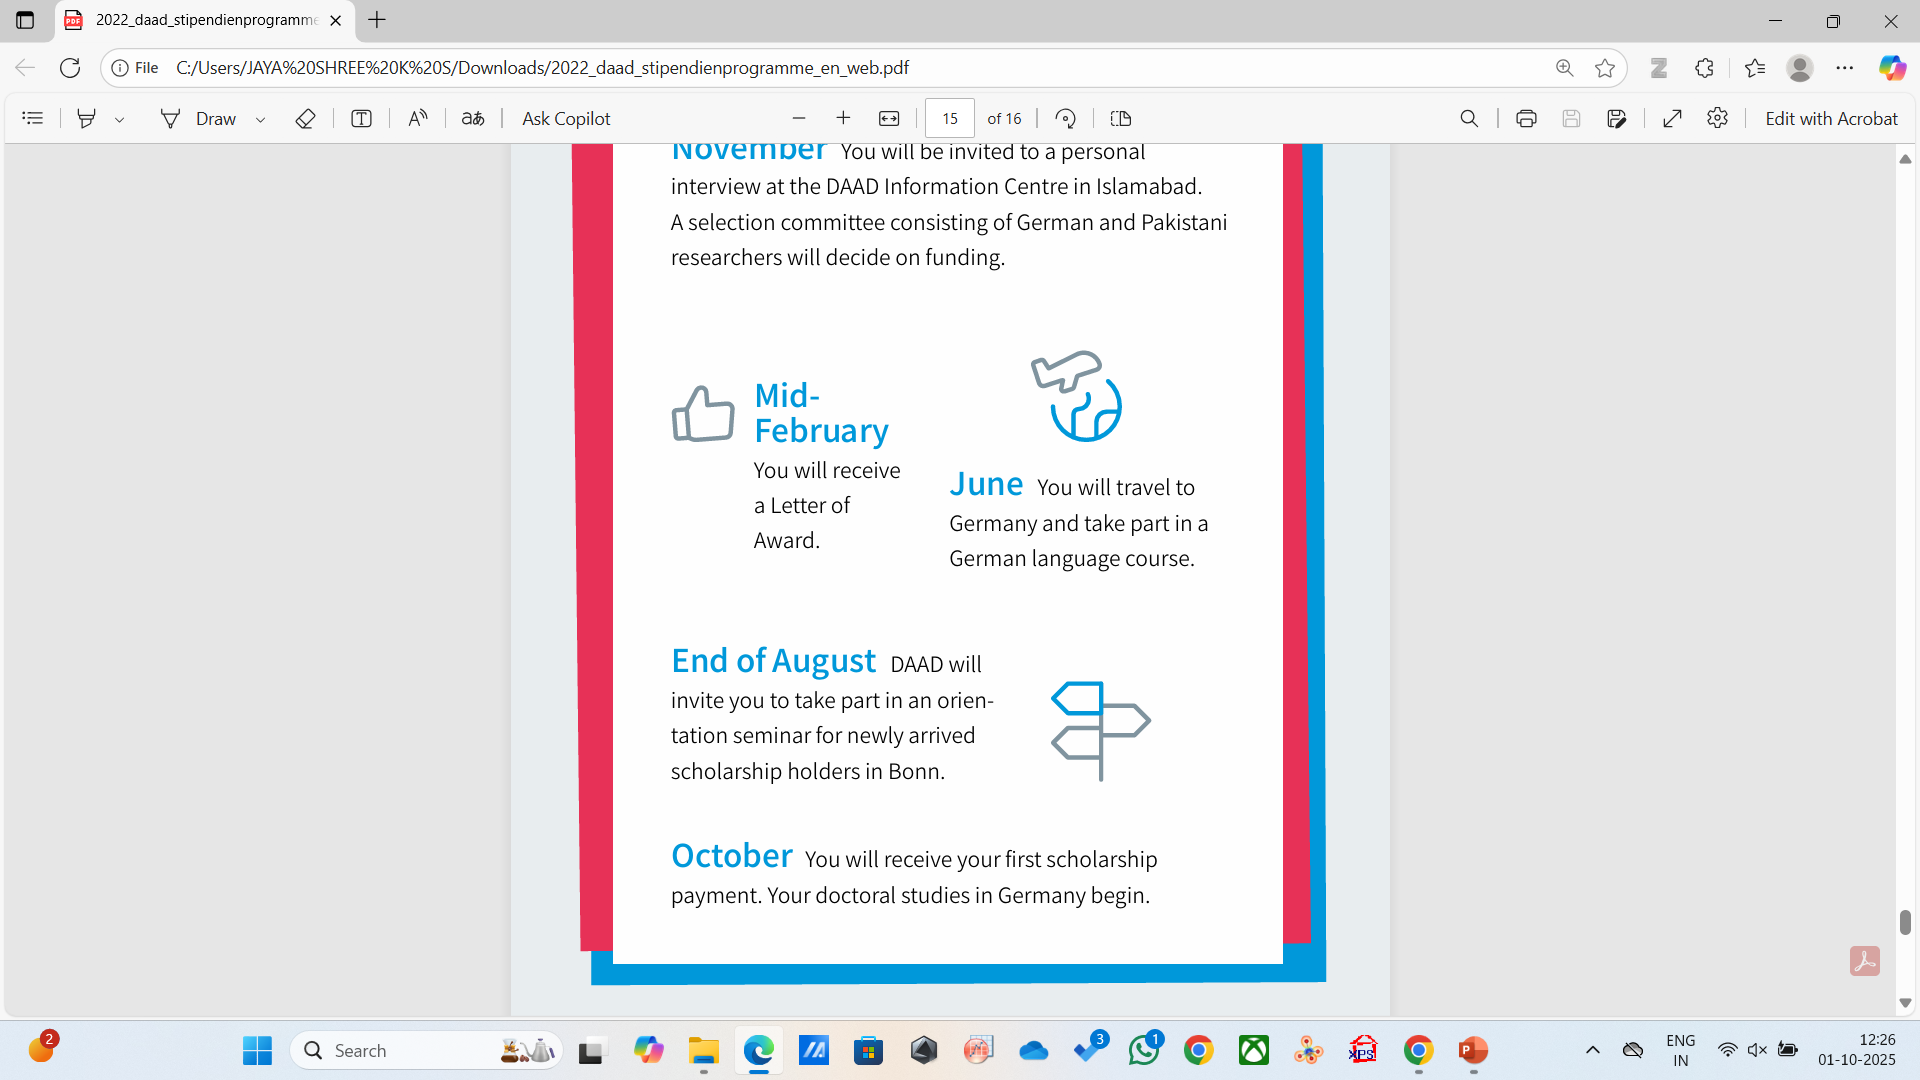 2022_daad_stipendienprogramme
File C:/Users/JAYA%20SHREE%20K%20S/Downloads/2022_daad_stipendienprogramme_en_web.pdf
Draw
Ask Copilot
15 of 16
Edit with Acrobat
November You will be invited to a personal
interview at the DAAD Information Centre in Islamabad.
A selection committee consisting of German and Pakistani
researchers will decide on funding.
Mid-
February
You will receive
a Letter of
Award.
June You will travel to
Germany and take part in a
German language course.
End of August DAAD will
invite you to take part in an orien-
tation seminar for newly arrived
scholarship holders in Bonn.
October You will receive your first scholarship
payment. Your doctoral studies in Germany begin.
2
Search
3
1
XPS
ENG
IN
12:26
01-10-2025